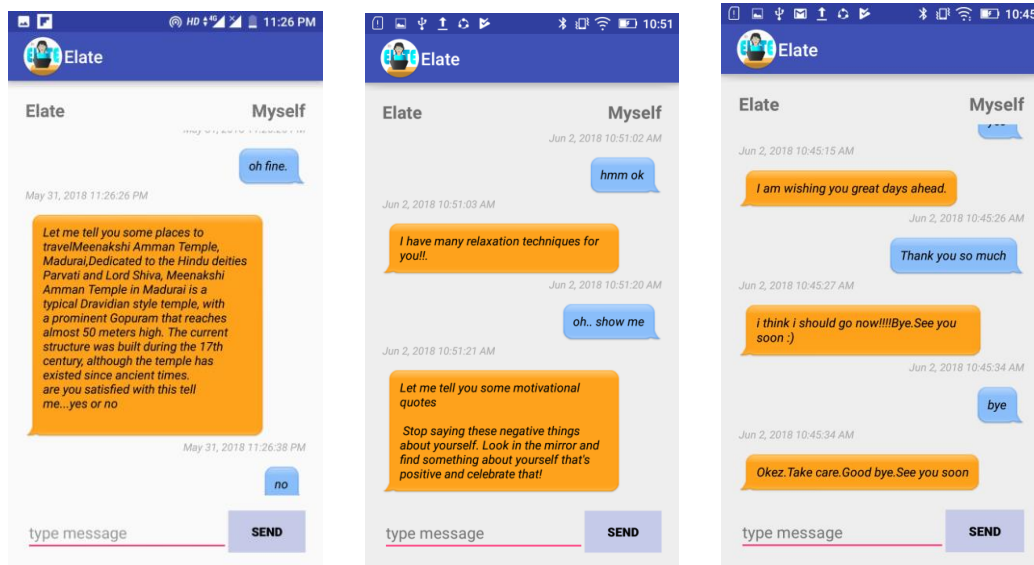 HD 4G 11:26 PM
Elate
Elate Myself
oh fine.
May 31, 2018 11:26:26 PM
Let me tell you some places to
travelMeenakshi Amman Temple,
Madurai,Dedicated to the Hindu deities
Parvati and Lord Shiva, Meenakshi
Amman Temple in Madurai is a
typical Dravidian style temple, with
a prominent Gopuram that reaches
almost 50 meters high. The current
structure was built during the 17th
century, although the temple has
existed since ancient times.
are you satisfied with this tell
me...yes or no
May 31, 2018 11:26:38 PM
no
type message SEND
10:51
Elate
Elate Myself
Jun 2, 2018 10:51:02 AM
hmm ok
Jun 2, 2018 10:51:03 AM
I have many relaxation techniques for
you!!.
Jun 2, 2018 10:51:20 AM
oh.. show me
Jun 2, 2018 10:51:21 AM
Let me tell you some motivational
quotes
Stop saying these negative things
about yourself. Look in the mirror and
find something about yourself that's
positive and celebrate that!
type message SEND
10:45
Elate
Elate Myself
Jun 2, 2018 10:45:15 AM
I am wishing you great days ahead.
Jun 2, 2018 10:45:26 AM
Thank you so much
Jun 2, 2018 10:45:27 AM
i think i should go now!!!!Bye.See you
soon :)
Jun 2, 2018 10:45:34 AM
bye
Jun 2, 2018 10:45:34 AM
Okez.Take care.Good bye.See you soon
type message SEND